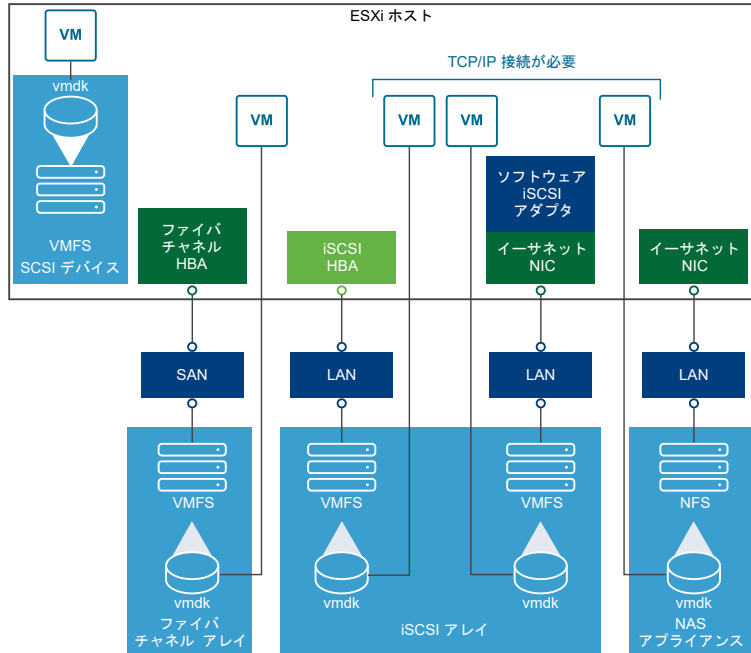 ESXi ホスト
VM
vmdk
VMFS
SCSI デバイス
TCP/IP 接続が必要
VM
VM
VM
VM
ファイバ
チャネル
HBA
iSCSI
HBA
ソフトウェア
iSCSI
アダプタ
イーサネット
NIC
イーサネット
NIC
SAN
LAN
LAN
LAN
VMFS
VMFS
VMFS
NFS
vmdk
vmdk
vmdk
vmdk
ファイバ
チャネル アレイ
iSCSI アレイ
NAS
アプライアンス